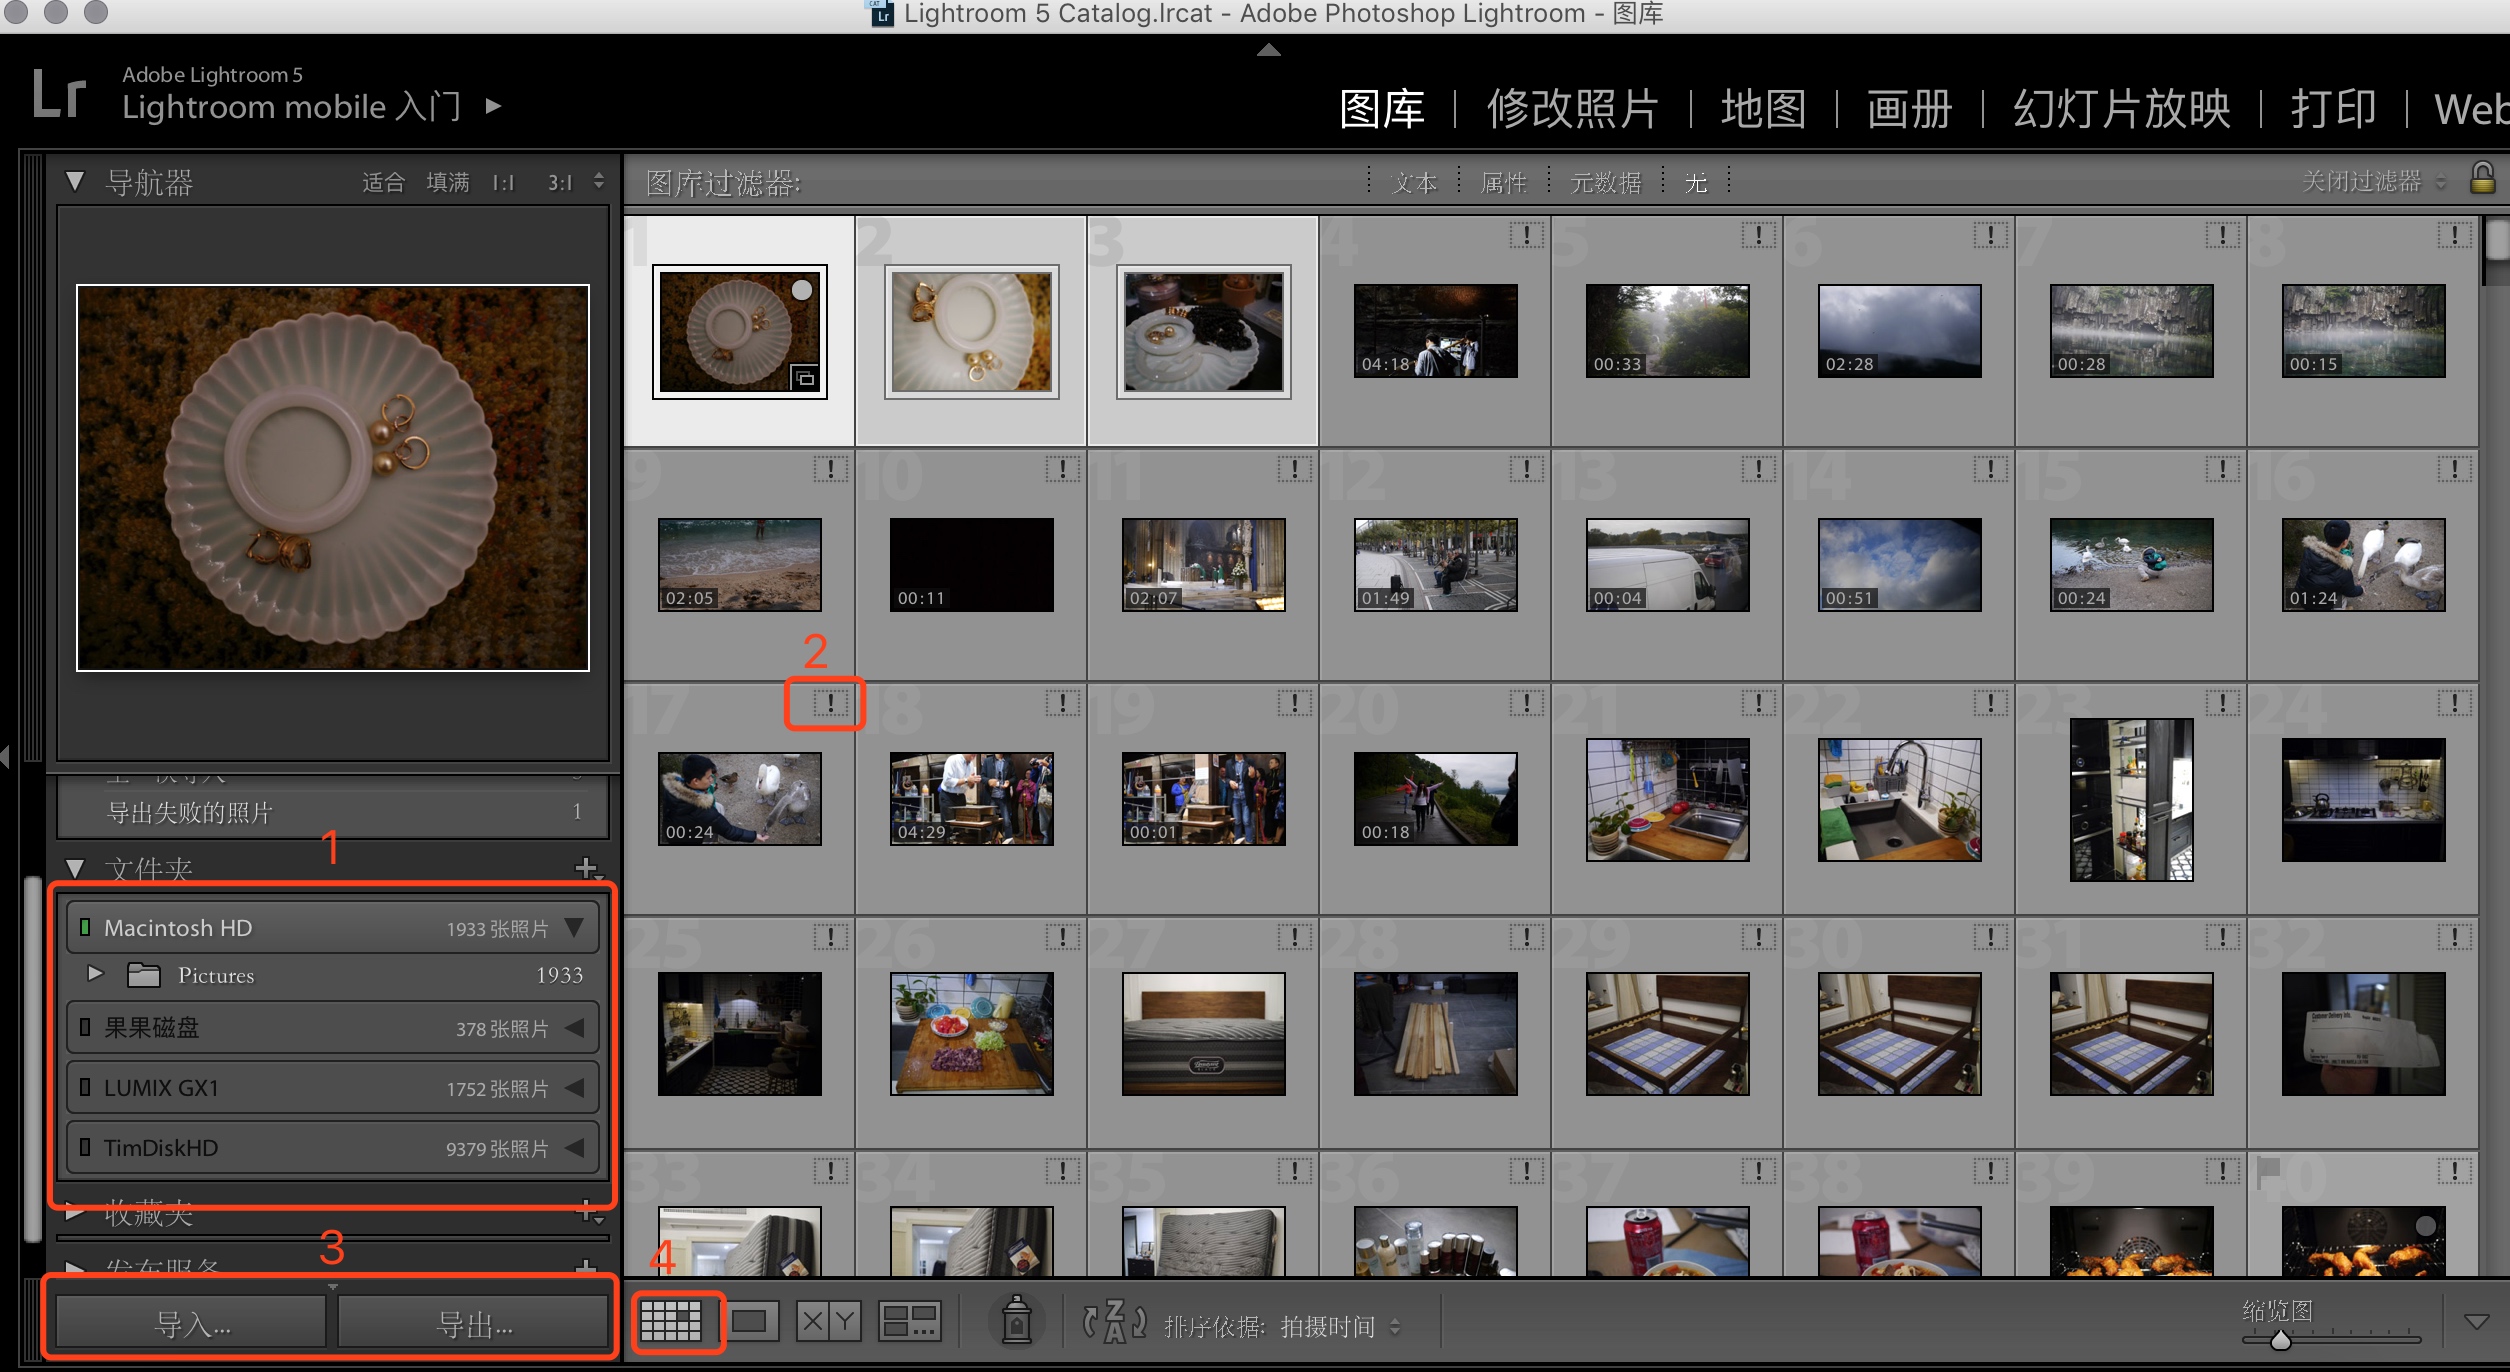 Lightroom 5 Catalog.lrcat - Adobe Photoshop Lightroom - 图库
Lr
Adobe Lightroom 5
Lightroom mobile 入门
图库 | 修改照片 | 地图 | 画册 | 幻灯片放映 | 打印 | Web
导航器 适合 填满 1:1 3:1
图库过滤器: 文本 属性 元数据 无 关闭过滤器
1 2 3 4 5 6 7 8
04:18 00:33 02:28 00:28 00:15
9 10 11 12 13 14 15 16
02:05 00:11 02:07 01:49 00:04 00:51 00:24 01:24
2
17 18 19 20 21 22 23 24
00:24 04:29 00:01 00:18
导出失败的照片 1
1
文件夹
Macintosh HD 1933 张照片
Pictures 1933
果果磁盘 378 张照片
LUMIX GX1 1752 张照片
TimDiskHD 9379 张照片
25 26 27 28 29 30 31 32
33 34 35 36 37 38 39 40
收藏夹
发布服务
3
导入... 导出...
4
XY
排序依据: 拍摄时间
缩览图